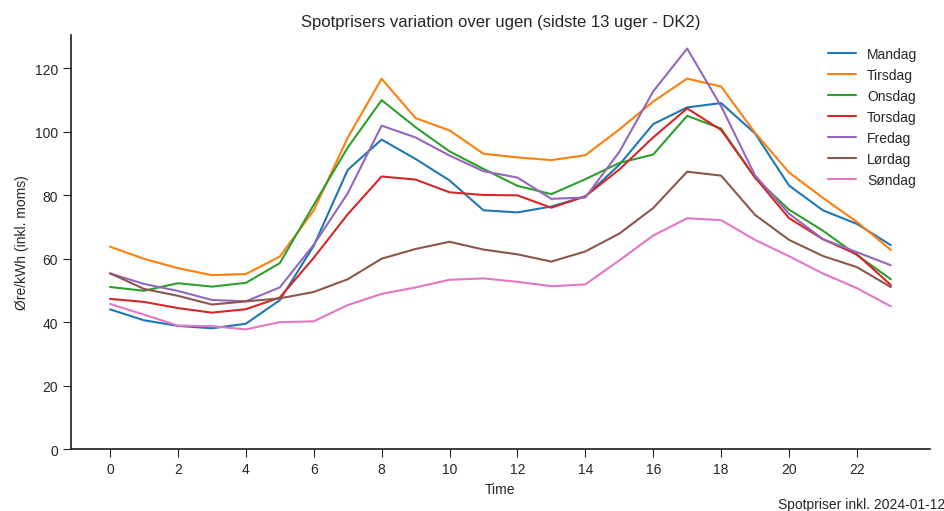 Spotprisers variation over ugen (sidste 13 uger - DK2)
Mandag
Tirsdag
Onsdag
Torsdag
Fredag
Lørdag
Søndag
Øre/kWh (inkl. moms)
120
100
80
60
40
20
0
0 2 4 6 8 10 12 14 16 18 20 22
Time
Spotpriser inkl. 2024-01-12